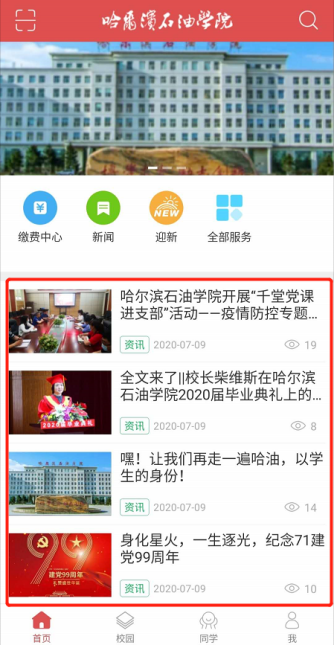 哈尔滨石油学院
缴费中心
新闻
NEW
迎新
全部服务
哈尔滨石油学院开展“千堂党课
进支部”活动——疫情防控专题...
资讯 2020-07-09 19
全文来了||校长柴维斯在哈尔滨
石油学院2020届毕业典礼上的...
资讯 2020-07-09 8
嘿！让我们再走一遍哈油，以学
生的身份！
资讯 2020-07-09 14
建党99周年
身化星火，一生逐光，纪念71建
党99周年
资讯 2020-07-09 10
首页
校园
同学
我